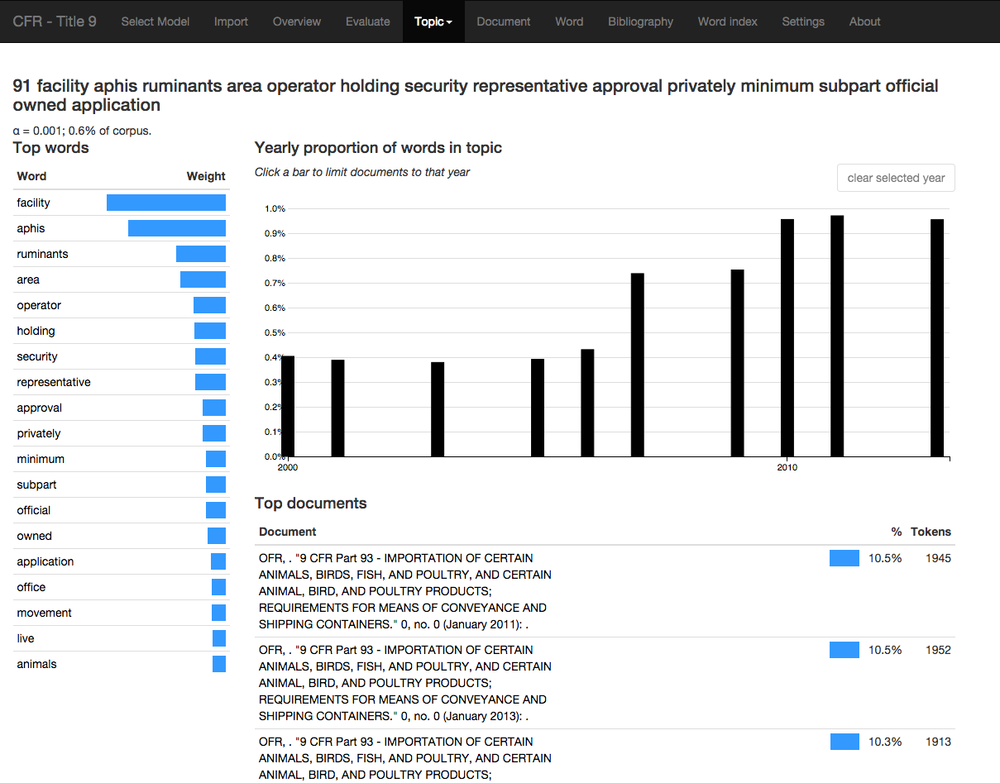 CFR - Title 9 Select Model Import Overview Evaluate Topic Document Word Bibliography Word index Settings About
91 facility aphis ruminants area operator holding security representative approval privately minimum subpart official
owned application
α = 0.001; 0.6% of corpus.
Top words
Word Weight
facility
aphis
ruminants
area
operator
holding
security
representative
approval
privately
minimum
subpart
official
owned
application
office
movement
live
animals
Yearly proportion of words in topic
Click a bar to limit documents to that year
clear selected year
1.0%
0.9%
0.8%
0.7%
0.6%
0.5%
0.4%
0.3%
0.2%
0.1%
0.0%
2000 2010
Top documents
Document % Tokens
OFR, . "9 CFR Part 93 - IMPORTATION OF CERTAIN 10.5% 1945
ANIMALS, BIRDS, FISH, AND POULTRY, AND CERTAIN
ANIMAL, BIRD, AND POULTRY PRODUCTS;
REQUIREMENTS FOR MEANS OF CONVEYANCE AND
SHIPPING CONTAINERS." 0, no. 0 (January 2011): .
OFR, . "9 CFR Part 93 - IMPORTATION OF CERTAIN 10.5% 1952
ANIMALS, BIRDS, FISH, AND POULTRY, AND CERTAIN
ANIMAL, BIRD, AND POULTRY PRODUCTS;
REQUIREMENTS FOR MEANS OF CONVEYANCE AND
SHIPPING CONTAINERS." 0, no. 0 (January 2013): .
OFR, . "9 CFR Part 93 - IMPORTATION OF CERTAIN 10.3% 1913
ANIMALS, BIRDS, FISH, AND POULTRY, AND CERTAIN
ANIMAL, BIRD, AND POULTRY PRODUCTS;